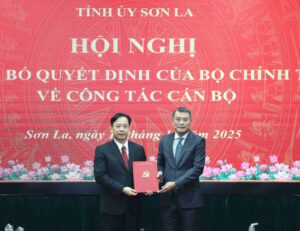 TỈNH ỦY SƠN LA
HỘI NGHỊ
BỐ QUYẾT ĐỊNH CỦA BỘ CHÍNH T
VỀ CÔNG TÁC CÁN BỘ
Sơn La, ngày 2025